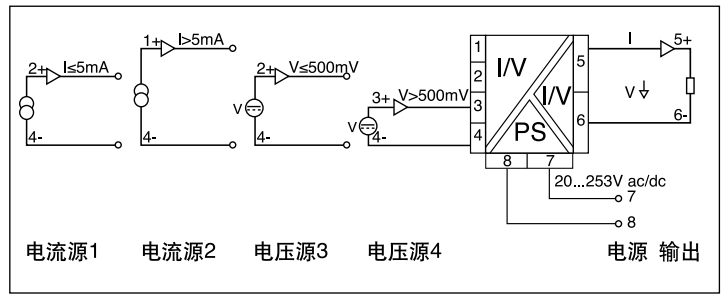 I≤5mA
2+
4-
I>5mA
1+
4-
V≤500mV
2+
V
4-
V>500mV
3+
V
4-
1
2
3
4
I/V
I/V
PS
5
6
8
7
I
5+
V
6-
20...253V ac/dc
7
8
电流源1
电流源2
电压源3
电压源4
电源 输出